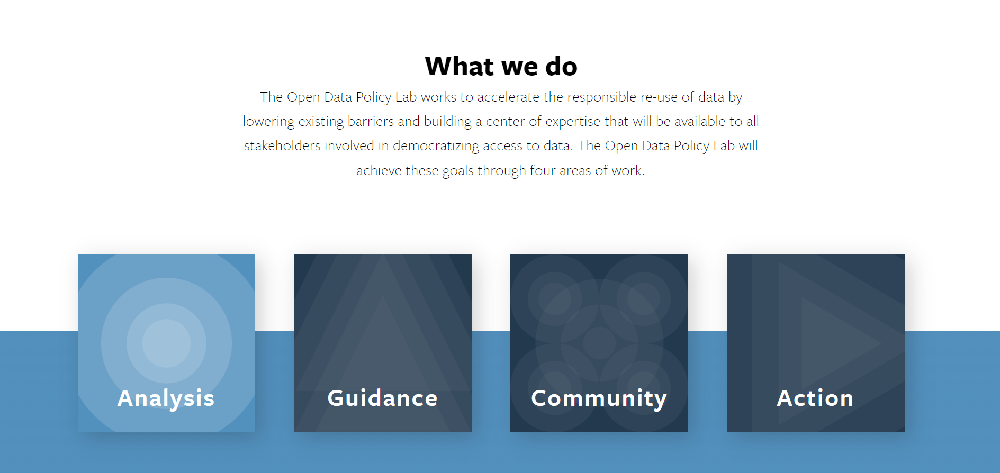 What we do
The Open Data Policy Lab works to accelerate the responsible re-use of data by
lowering existing barriers and building a center of expertise that will be available to all
stakeholders involved in democratizing access to data. The Open Data Policy Lab will
achieve these goals through four areas of work.
Analysis
Guidance
Community
Action